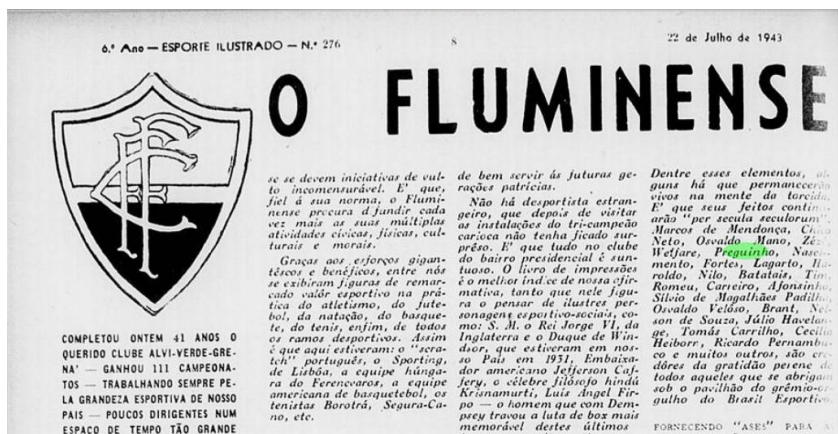 6.º Ano — ESPORTE ILUSTRADO — N.º 276
8
22 de Julho de 1943
O FLUMINENSE
COMPLETOU ONTEM 41 ANOS O
QUERIDO CLUBE ALVI-VERDE-GRE-
NA' — GANHOU 111 CAMPEONA-
TOS — TRABALHANDO SEMPRE PE-
LA GRANDEZA ESPORTIVA DE NOSSO
PAIS — POUCOS DIRIGENTES NUM
ESPAÇO DE TEMPO TÃO GRANDE
se se devem iniciativas de vul-
to incomensurável. E' que,
fiel á sua norma, o Flumi-
nense procura difundir cada
vez mais as suas múltiplas
atividades cívicas, físicas, cul-
turais e morais.
Graças aos esforços gigan-
têscos e benéficos, entre nós
se exibiram figuras de remar-
cado valôr esportivo na prá-
tica do atletismo, do fute-
bol, da natação, do basque-
te, do tenis, enfim, de todos
os ramos desportivos. Assim
é que aqui estiveram: o "scra-
tch" português, o Sporting,
de Lisbôa, a equipe húnga-
ra do Ferencvaros, a equipe
americana de basquetebol, os
tenistas Borotrá, Segura-Ca-
no, etc.
de bem servir ás futuras ge-
rações patrícias.
Não há desportista estran-
geiro, que depois de visitar
as instalações do tri-campeão
carioca não tenha ficado sur-
prêso. E' que tudo no clube
do bairro presidencial é sun-
tuoso. O livro de impressões
é o melhor índice de nossa afir-
mativa, tanto que nele figu-
ra o pensar de ilustres per-
sonagens esportivo-sociais, co-
mo: S. M. o Rei Jorge VI, da
Inglaterra e o Duque de Win-
dsor, que estiveram em nos-
so País em 1931, Embaixa-
dor americano Jefferson Caf-
fery, o célebre filósofo hindú
Krisnamurti, Luís Angel Fir-
po — o homem que com Dem-
psey travou a luta de box mais
memorável destes últimos
Dentre esses elementos, al-
guns há que permanecerão
vivos na mente da torcida.
E' que seus feitos continu-
arão "per secula seculorum".
Marcos de Mendonça, Chico
Neto, Osvaldo Mano, Zézé,
Welfare, Preguinho, Nasci-
mento, Fortes, Lagarto, Ha-
roldo, Nilo, Batatais, Tim,
Romeu, Carreiro, Afonsinho,
Silvio de Magalhães Padilha,
Osvaldo Velôso, Brant, Nel-
son de Souza, Júlio Havelan-
ge, Tomás Carrilho, Cecília
Heiborr, Ricardo Pernambu-
co e muitos outros, são cre-
dôres da gratidão perene de
todos aqueles que se abrigam
sob o pavilhão do grêmio-or-
gulho do Brasil Esportivo.
FORNECENDO "ASES" PARA